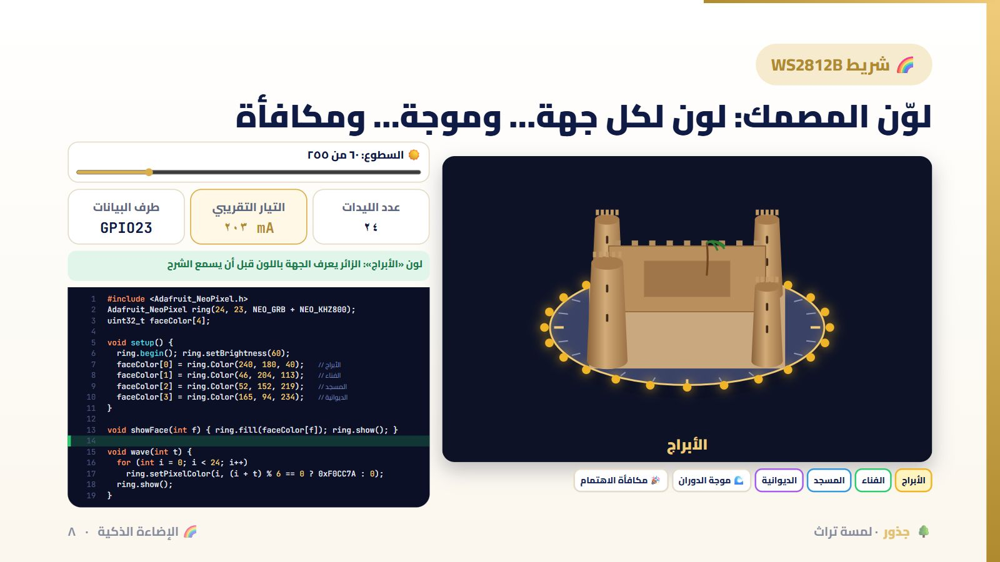 🌈 شريط WS2812B
لوّن المصمك: لون لكل جهة... وموجة... ومكافأة
الأبراج
الأبراج
الفناء
المسجد
الديوانية
🌊 موجة الدوران
🎉 مكافأة الاهتمام
السطوع: ٦٠ من ٢٥٥
عدد الليدات
٢٤
التيار التقريبي
٢٠٣ mA
طرف البيانات
GPIO23
لون «الأبراج»: الزائر يعرف الجهة باللون قبل أن يسمع الشرح
1 #include <Adafruit_NeoPixel.h>
2 Adafruit_NeoPixel ring(24, 23, NEO_GRB + NEO_KHZ800);
3 uint32_t faceColor[4];
4
5 void setup() {
6 ring.begin(); ring.setBrightness(60);
7 faceColor[0] = ring.Color(240, 180, 40); // الأبراج
8 faceColor[1] = ring.Color(46, 204, 113); // الفناء
9 faceColor[2] = ring.Color(52, 152, 219); // المسجد
10 faceColor[3] = ring.Color(165, 94, 234); // الديوانية
11 }
12
13 void showFace(int f) { ring.fill(faceColor[f]); ring.show(); }
14
15 void wave(int t) {
16 for (int i = 0; i < 24; i++)
17 ring.setPixelColor(i, (i + t) % 6 == 0 ? 0xF0CC7A : 0);
18 ring.show();
19 }
🌳 جذور · لمسة تراث
🌈 الإضاءة الذكية · ٨